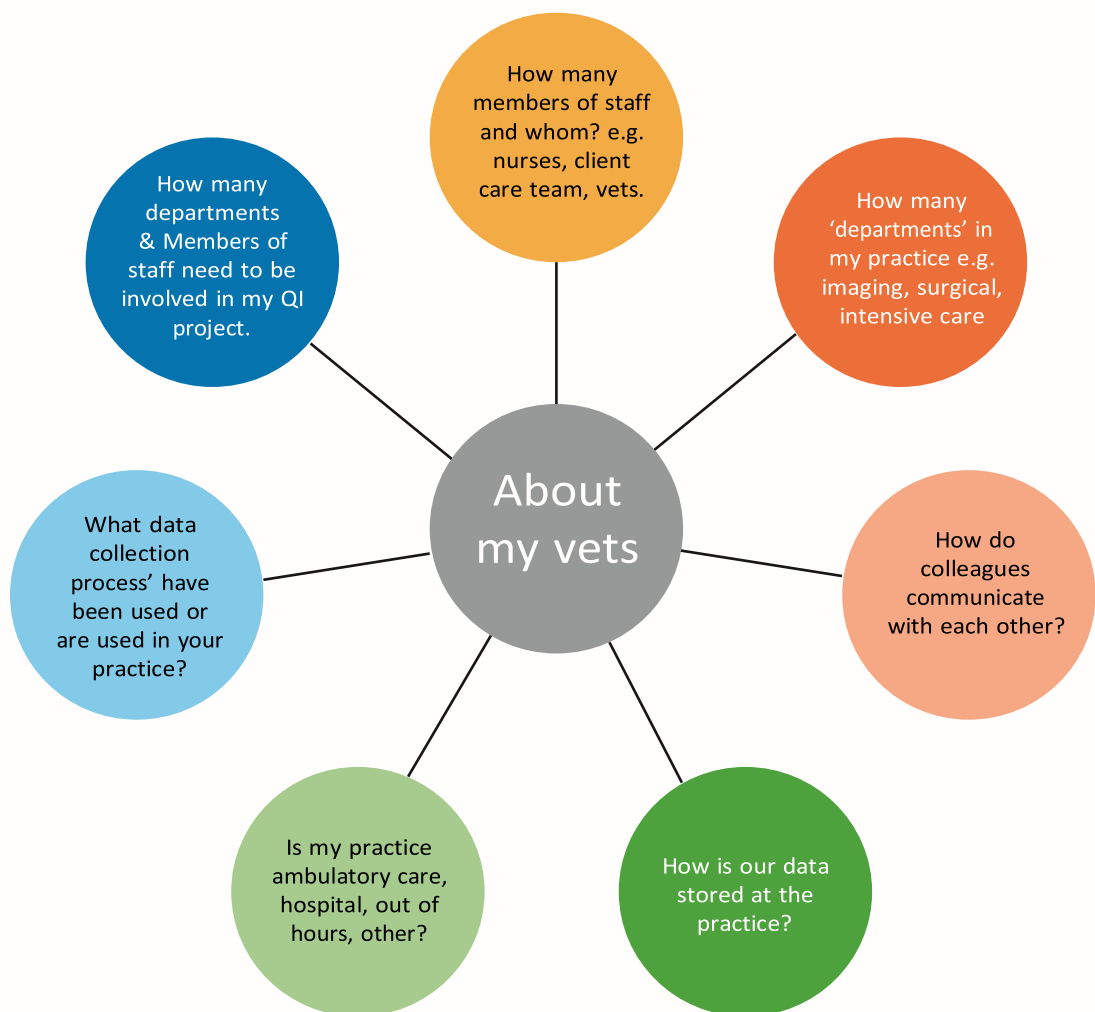 How many
members of staff
and whom? e.g.
nurses, client
care team, vets.
How many
‘departments’ in
my practice e.g.
imaging, surgical,
intensive care
How do
colleagues
communicate
with each other?
How is our data
stored at the
practice?
Is my practice
ambulatory care,
hospital, out of
hours, other?
What data
collection
process’ have
been used or
are used in your
practice?
How many
departments
& Members of
staff need to be
involved in my QI
project.
About
my vets